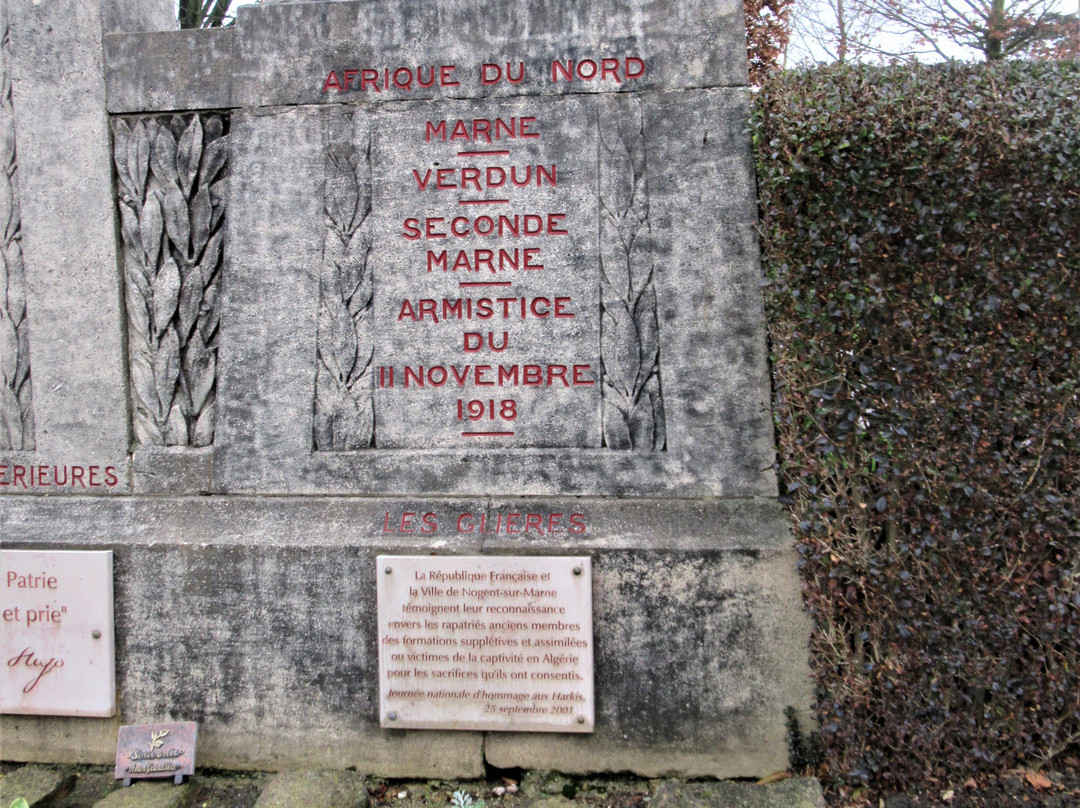 AFRIQUE DU NORD
MARNE
VERDUN
SECONDE
MARNE
ARMISTICE
DU
11 NOVEMBRE
1918
ERIEURES
LES GLIERES
Patrie
et prie"
Hugo
La République Française et
la Ville de Nogent-sur-Marne
témoignent leur reconnaissance
envers les rapatriés anciens membres
des formations supplétives et assimilées
ou victimes de la captivité en Algérie
pour les sacrifices qu'ils ont consentis.
Journée nationale d'hommage aux Harkis,
25 septembre 2001